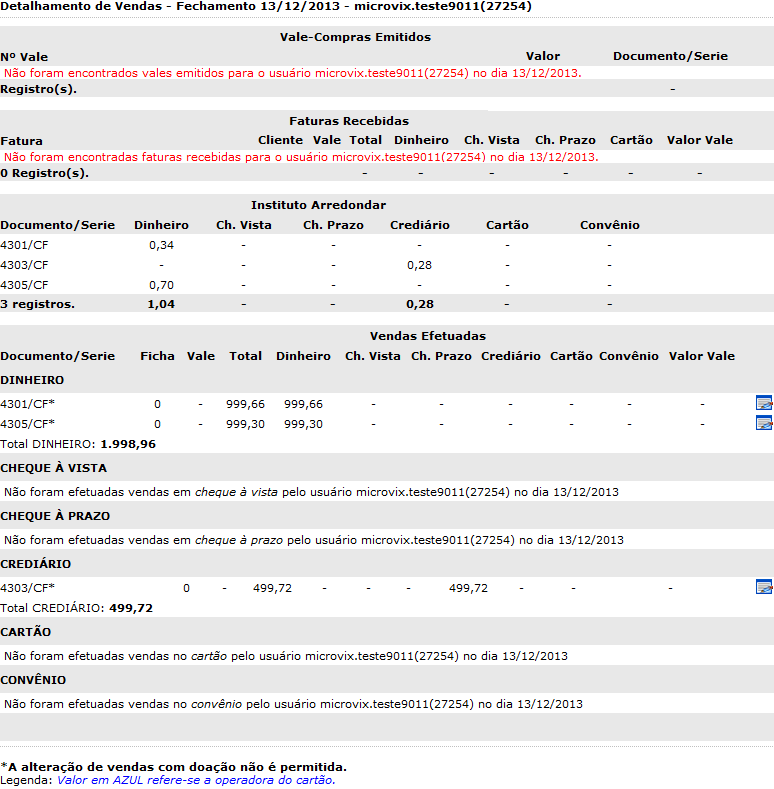 Detalhamento de Vendas - Fechamento 13/12/2013 - microvix.teste9011(27254)
Vale-Compras Emitidos
Nº Vale Valor Documento/Serie
Não foram encontrados vales emitidos para o usuário microvix.teste9011(27254) no dia 13/12/2013.
Registro(s). -
Faturas Recebidas
Fatura Cliente Vale Total Dinheiro Ch. Vista Ch. Prazo Cartão Valor Vale
Não foram encontradas faturas recebidas para o usuário microvix.teste9011(27254) no dia 13/12/2013.
0 Registro(s). - - - - - -
Instituto Arredondar
Documento/Serie Dinheiro Ch. Vista Ch. Prazo Crediário Cartão Convênio
4301/CF 0,34 - - - - -
4303/CF - - - 0,28 - -
4305/CF 0,70 - - - - -
3 registros. 1,04 - - 0,28 - -
Vendas Efetuadas
Documento/Serie Ficha Vale Total Dinheiro Ch. Vista Ch. Prazo Crediário Cartão Convênio Valor Vale
DINHEIRO
4301/CF* 0 - 999,66 999,66 - - - - - -
4305/CF* 0 - 999,30 999,30 - - - - - -
Total DINHEIRO: 1.998,96
CHEQUE À VISTA
Não foram efetuadas vendas em cheque à vista pelo usuário microvix.teste9011(27254) no dia 13/12/2013
CHEQUE À PRAZO
Não foram efetuadas vendas em cheque à prazo pelo usuário microvix.teste9011(27254) no dia 13/12/2013
CREDIÁRIO
4303/CF* 0 - 499,72 - - - 499,72 - - -
Total CREDIÁRIO: 499,72
CARTÃO
Não foram efetuadas vendas no cartão pelo usuário microvix.teste9011(27254) no dia 13/12/2013
CONVÊNIO
Não foram efetuadas vendas no convênio pelo usuário microvix.teste9011(27254) no dia 13/12/2013
*A alteração de vendas com doação não é permitida.
Legenda: Valor em AZUL refere-se a operadora do cartão.